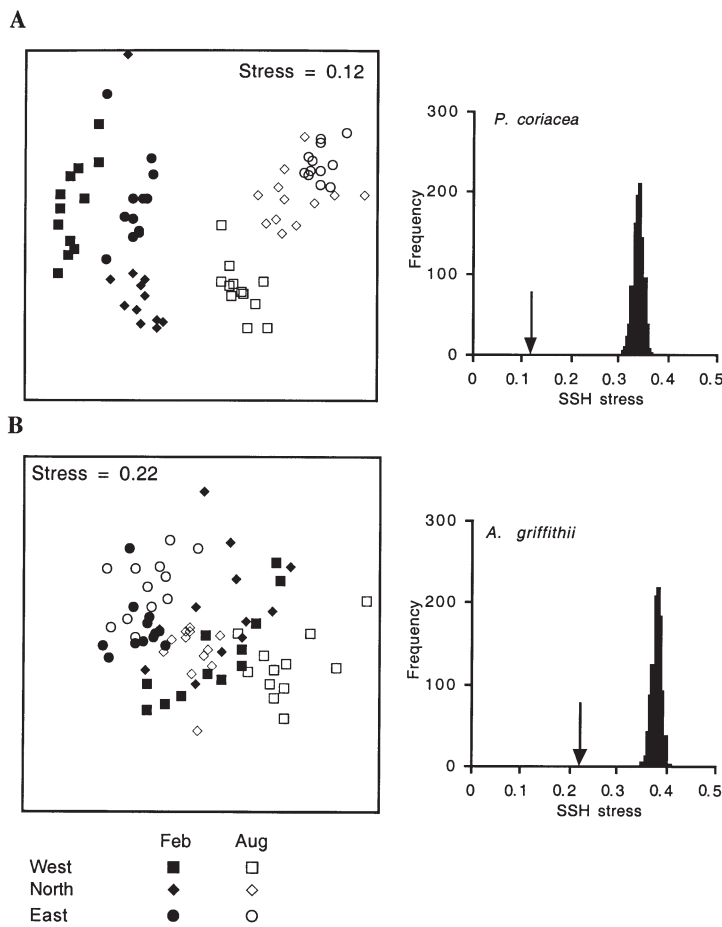 A
Stress = 0.12
P. coriacea
300
200
100
0
Frequency
0 0.1 0.2 0.3 0.4 0.5
SSH stress
B
Stress = 0.22
A. griffithii
300
200
100
0
Frequency
0 0.1 0.2 0.3 0.4 0.5
SSH stress
Feb Aug
West
North
East